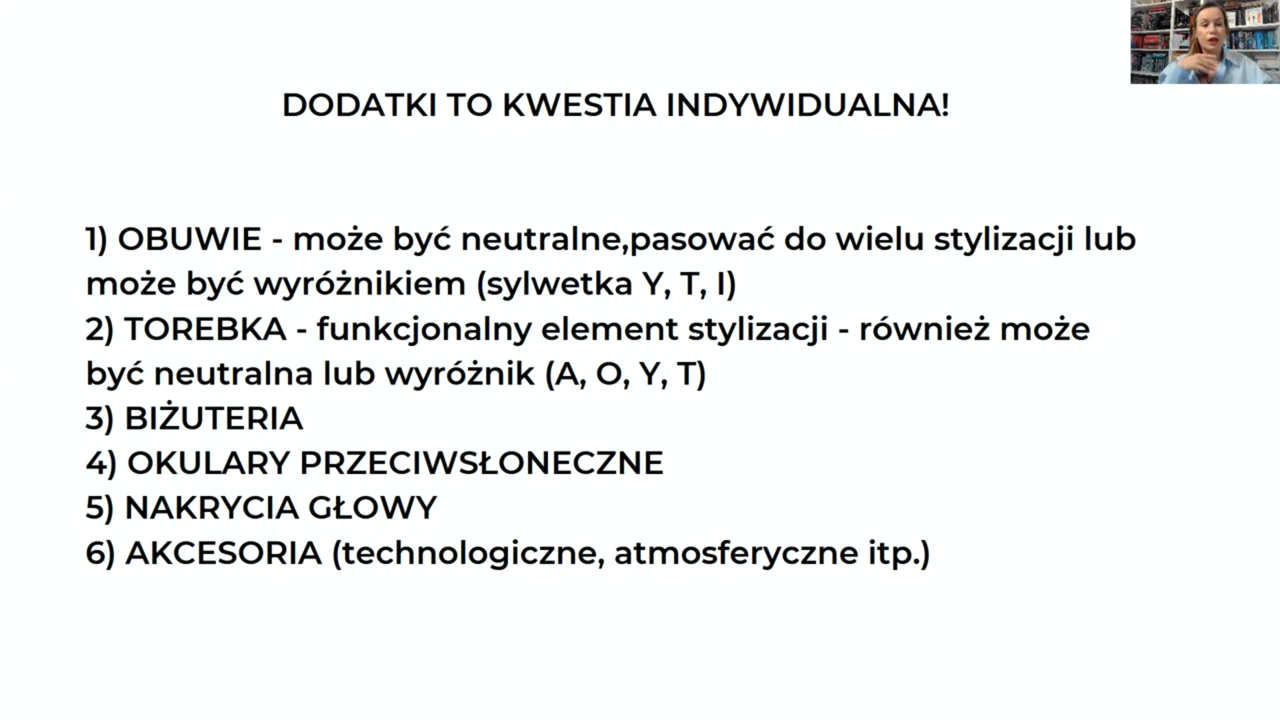 DODATKI TO KWESTIA INDYWIDUALNA!
1) OBUWIE - może być neutralne,pasować do wielu stylizacji lub
może być wyróżnikiem (sylwetka Y, T, I)
2) TOREBKA - funkcjonalny element stylizacji - również może
być neutralna lub wyróżnik (A, O, Y, T)
3) BIŻUTERIA
4) OKULARY PRZECIWSŁONECZNE
5) NAKRYCIA GŁOWY
6) AKCESORIA (technologiczne, atmosferyczne itp.)